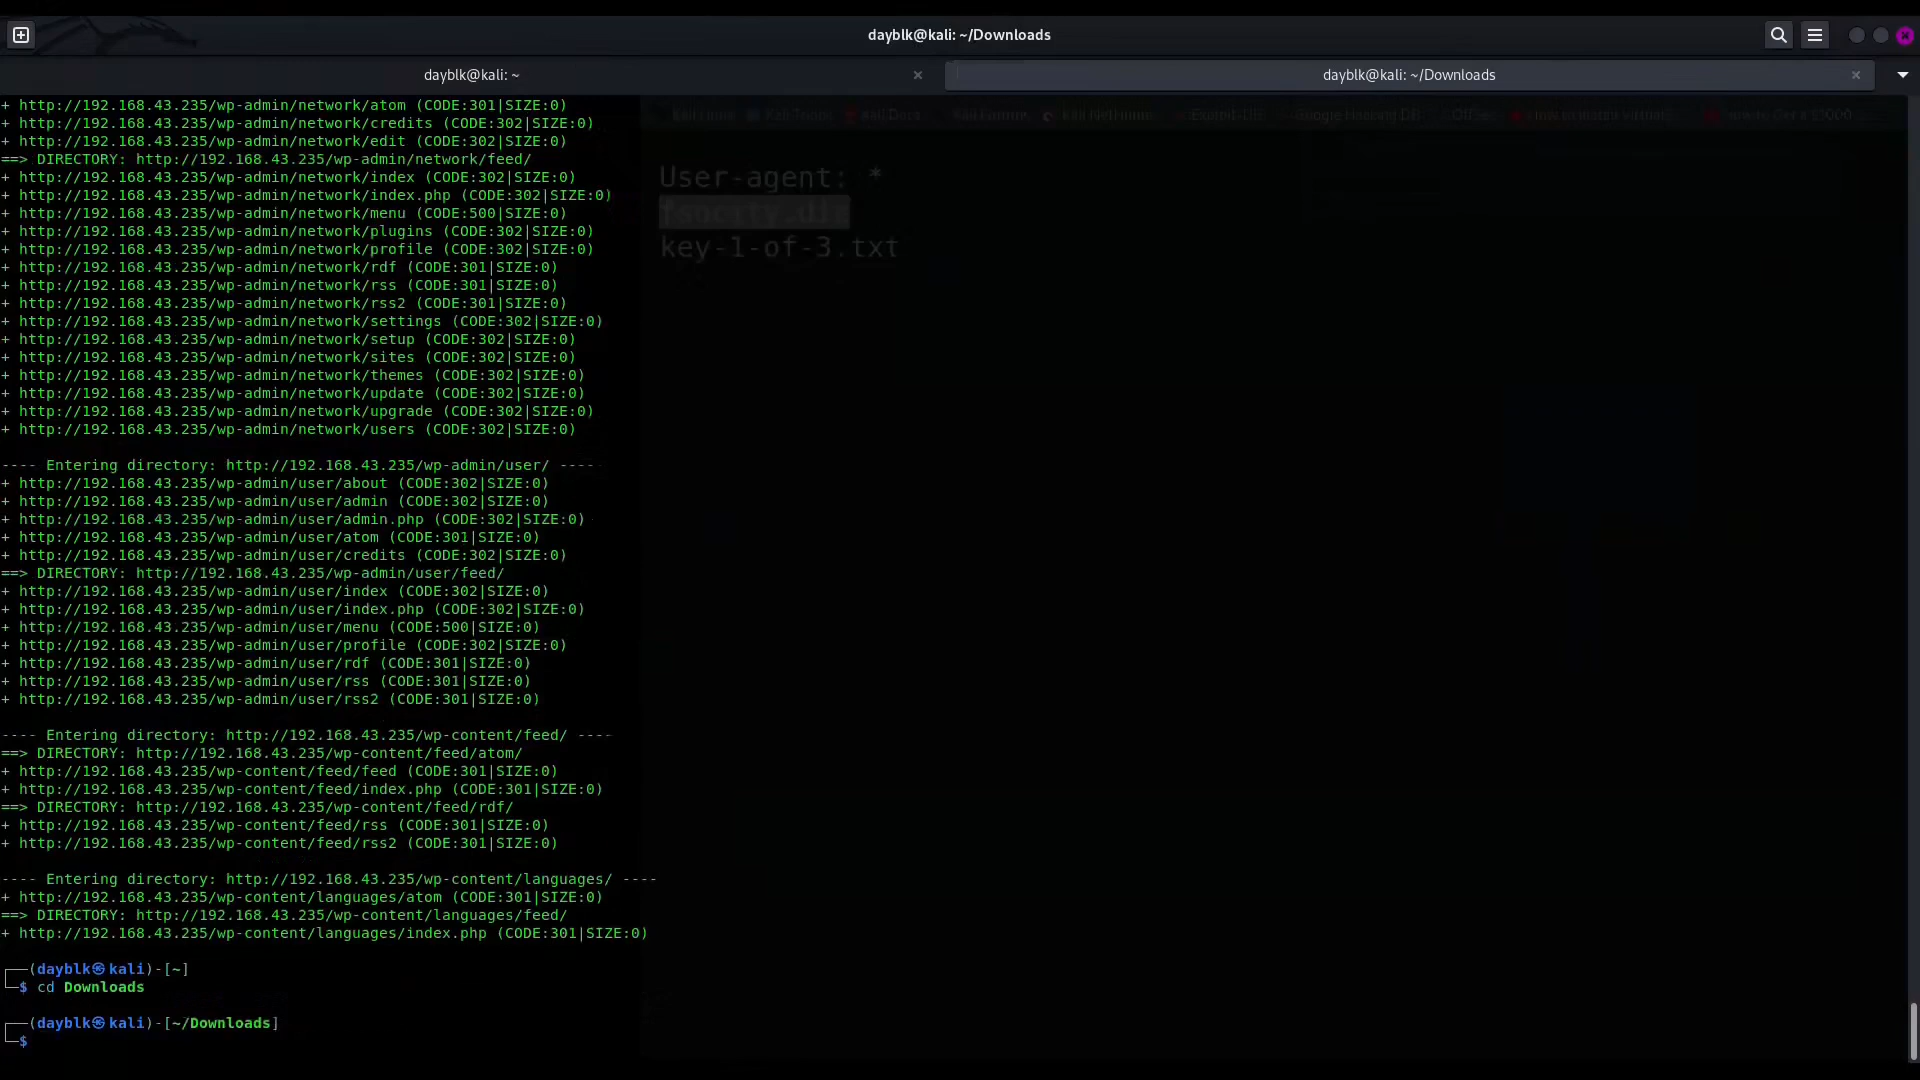 dayblk@kali: ~/Downloads
dayblk@kali: ~
dayblk@kali: ~/Downloads
+ http://192.168.43.235/wp-admin/network/atom (CODE:301|SIZE:0)
+ http://192.168.43.235/wp-admin/network/credits (CODE:302|SIZE:0)
+ http://192.168.43.235/wp-admin/network/edit (CODE:302|SIZE:0)
==> DIRECTORY: http://192.168.43.235/wp-admin/network/feed/
+ http://192.168.43.235/wp-admin/network/index (CODE:302|SIZE:0)
+ http://192.168.43.235/wp-admin/network/index.php (CODE:302|SIZE:0)
+ http://192.168.43.235/wp-admin/network/menu (CODE:500|SIZE:0)
+ http://192.168.43.235/wp-admin/network/plugins (CODE:302|SIZE:0)
+ http://192.168.43.235/wp-admin/network/profile (CODE:302|SIZE:0)
+ http://192.168.43.235/wp-admin/network/rdf (CODE:301|SIZE:0)
+ http://192.168.43.235/wp-admin/network/rss (CODE:301|SIZE:0)
+ http://192.168.43.235/wp-admin/network/rss2 (CODE:301|SIZE:0)
+ http://192.168.43.235/wp-admin/network/settings (CODE:302|SIZE:0)
+ http://192.168.43.235/wp-admin/network/setup (CODE:302|SIZE:0)
+ http://192.168.43.235/wp-admin/network/sites (CODE:302|SIZE:0)
+ http://192.168.43.235/wp-admin/network/themes (CODE:302|SIZE:0)
+ http://192.168.43.235/wp-admin/network/update (CODE:302|SIZE:0)
+ http://192.168.43.235/wp-admin/network/upgrade (CODE:302|SIZE:0)
+ http://192.168.43.235/wp-admin/network/users (CODE:302|SIZE:0)
---- Entering directory: http://192.168.43.235/wp-admin/user/ ----
+ http://192.168.43.235/wp-admin/user/about (CODE:302|SIZE:0)
+ http://192.168.43.235/wp-admin/user/admin (CODE:302|SIZE:0)
+ http://192.168.43.235/wp-admin/user/admin.php (CODE:302|SIZE:0)
+ http://192.168.43.235/wp-admin/user/atom (CODE:301|SIZE:0)
+ http://192.168.43.235/wp-admin/user/credits (CODE:302|SIZE:0)
==> DIRECTORY: http://192.168.43.235/wp-admin/user/feed/
+ http://192.168.43.235/wp-admin/user/index (CODE:302|SIZE:0)
+ http://192.168.43.235/wp-admin/user/index.php (CODE:302|SIZE:0)
+ http://192.168.43.235/wp-admin/user/menu (CODE:500|SIZE:0)
+ http://192.168.43.235/wp-admin/user/profile (CODE:302|SIZE:0)
+ http://192.168.43.235/wp-admin/user/rdf (CODE:301|SIZE:0)
+ http://192.168.43.235/wp-admin/user/rss (CODE:301|SIZE:0)
+ http://192.168.43.235/wp-admin/user/rss2 (CODE:301|SIZE:0)
---- Entering directory: http://192.168.43.235/wp-content/feed/ ----
==> DIRECTORY: http://192.168.43.235/wp-content/feed/atom/
+ http://192.168.43.235/wp-content/feed/feed (CODE:301|SIZE:0)
+ http://192.168.43.235/wp-content/feed/index.php (CODE:301|SIZE:0)
==> DIRECTORY: http://192.168.43.235/wp-content/feed/rdf/
+ http://192.168.43.235/wp-content/feed/rss (CODE:301|SIZE:0)
+ http://192.168.43.235/wp-content/feed/rss2 (CODE:301|SIZE:0)
---- Entering directory: http://192.168.43.235/wp-content/languages/ ----
+ http://192.168.43.235/wp-content/languages/atom (CODE:301|SIZE:0)
==> DIRECTORY: http://192.168.43.235/wp-content/languages/feed/
+ http://192.168.43.235/wp-content/languages/index.php (CODE:301|SIZE:0)
┌──(dayblk㉿kali)-[~]
└─$ cd Downloads
┌──(dayblk㉿kali)-[~/Downloads]
└─$
Kali Tools
Kali Docs
Kali Forums
Kali NetHunter
Exploit-DB
Google Hacking DB
OffSec
User-agent: *
fsocity.dic
key-1-of-3.txt